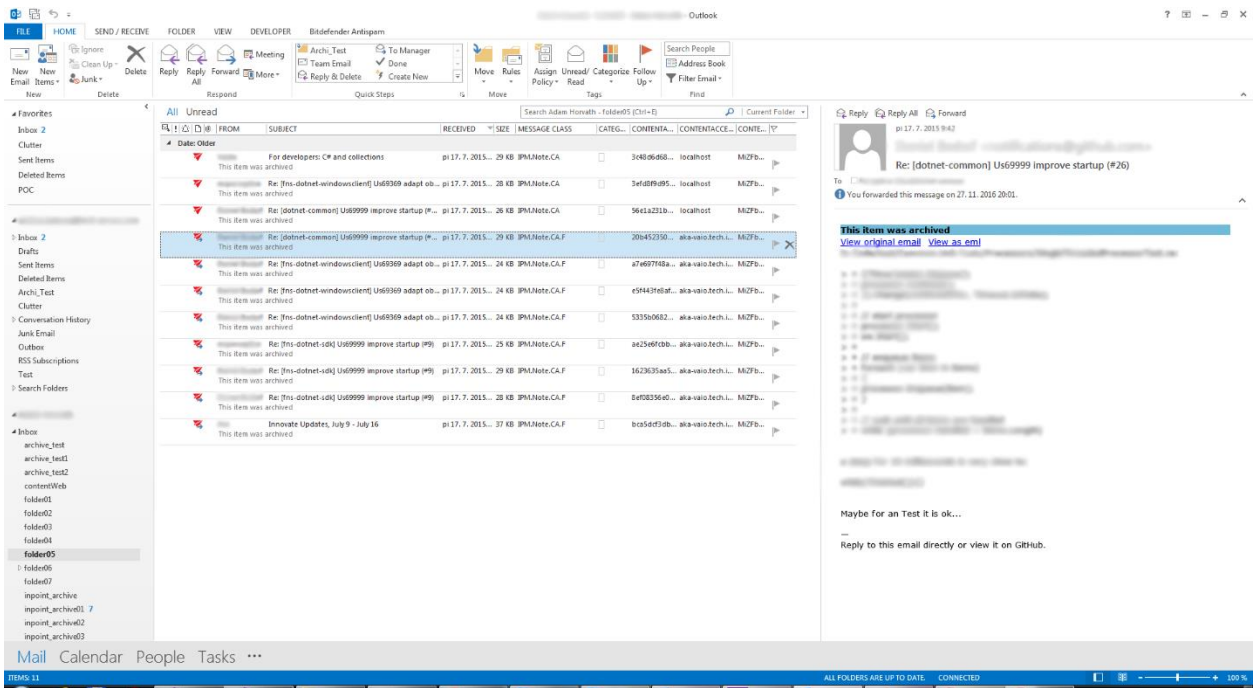 Outlook
FILE HOME SEND / RECEIVE FOLDER VIEW DEVELOPER Bitdefender Antispam
New Email New Items Ignore Clean Up Junk Delete Reply Reply All Forward Meeting More Archi_Test Team Email Reply & Delete To Manager Done Create New Move Rules Assign Policy Unread/ Read Categorize Follow Up Search People Address Book Filter Email
New Delete Respond Quick Steps Move Tags Find
Favorites
Inbox 2
Clutter
Sent Items
Deleted Items
POC
Inbox 2
Drafts
Sent Items
Deleted Items
Archi_Test
Clutter
Conversation History
Junk Email
Outbox
RSS Subscriptions
Test
Search Folders
Inbox
archive_test
archive_test1
archive_test2
contentWeb
folder01
folder02
folder03
folder04
folder05
folder06
folder07
inpoint_archive
inpoint_archive01 7
inpoint_archive02
inpoint_archive03
All Unread
Search Adam Horvath - folder05 (Ctrl+E) Current Folder
FROM SUBJECT RECEIVED SIZE MESSAGE CLASS CATEG... CONTENTA... CONTENTACCE... CONTE...
Date: Older
For developers: C# and collections pi 17. 7. 2015... 29 KB IPM.Note.CA 3c48d6d68... localhost MiZFb...
This item was archived
Re: [fns-dotnet-windowsclient] Us69369 adapt ob... pi 17. 7. 2015... 28 KB IPM.Note.CA 3efd8f9d95... localhost MiZFb...
This item was archived
Re: [dotnet-common] Us69999 improve startup (#... pi 17. 7. 2015... 26 KB IPM.Note.CA 56e1a231b... localhost MiZFb...
This item was archived
Re: [dotnet-common] Us69999 improve startup (#... pi 17. 7. 2015... 29 KB IPM.Note.CA.F 20b452350... aka-vaio.tech.i... MiZFb...
This item was archived
Re: [fns-dotnet-windowsclient] Us69369 adapt ob... pi 17. 7. 2015... 24 KB IPM.Note.CA.F a7e697f48a... aka-vaio.tech.i... MiZFb...
This item was archived
Re: [fns-dotnet-windowsclient] Us69369 adapt ob... pi 17. 7. 2015... 24 KB IPM.Note.CA.F e5f443fe8af... aka-vaio.tech.i... MiZFb...
This item was archived
Re: [fns-dotnet-windowsclient] Us69369 adapt ob... pi 17. 7. 2015... 24 KB IPM.Note.CA.F 5335b0682... aka-vaio.tech.i... MiZFb...
This item was archived
Re: [fns-dotnet-sdk] Us69999 improve startup (#9) pi 17. 7. 2015... 25 KB IPM.Note.CA.F ae25e6fcbb... aka-vaio.tech.i... MiZFb...
This item was archived
Re: [fns-dotnet-sdk] Us69999 improve startup (#9) pi 17. 7. 2015... 29 KB IPM.Note.CA.F 1623635aa5... aka-vaio.tech.i... MiZFb...
This item was archived
Re: [fns-dotnet-sdk] Us69999 improve startup (#9) pi 17. 7. 2015... 28 KB IPM.Note.CA.F 8ef08356e0... aka-vaio.tech.i... MiZFb...
This item was archived
Innovate Updates, July 9 - July 16 pi 17. 7. 2015... 37 KB IPM.Note.CA.F bca5dcf3db... aka-vaio.tech.i... MiZFb...
This item was archived
Reply Reply All Forward
pi 17. 7. 2015 9:42
Re: [dotnet-common] Us69999 improve startup (#26)
To
You forwarded this message on 27. 11. 2016 20:01.
This item was archived
View original email View as eml
Maybe for an Test it is ok...
—
Reply to this email directly or view it on GitHub.
Mail Calendar People Tasks •••
ITEMS: 11 ALL FOLDERS ARE UP TO DATE. CONNECTED 100 %